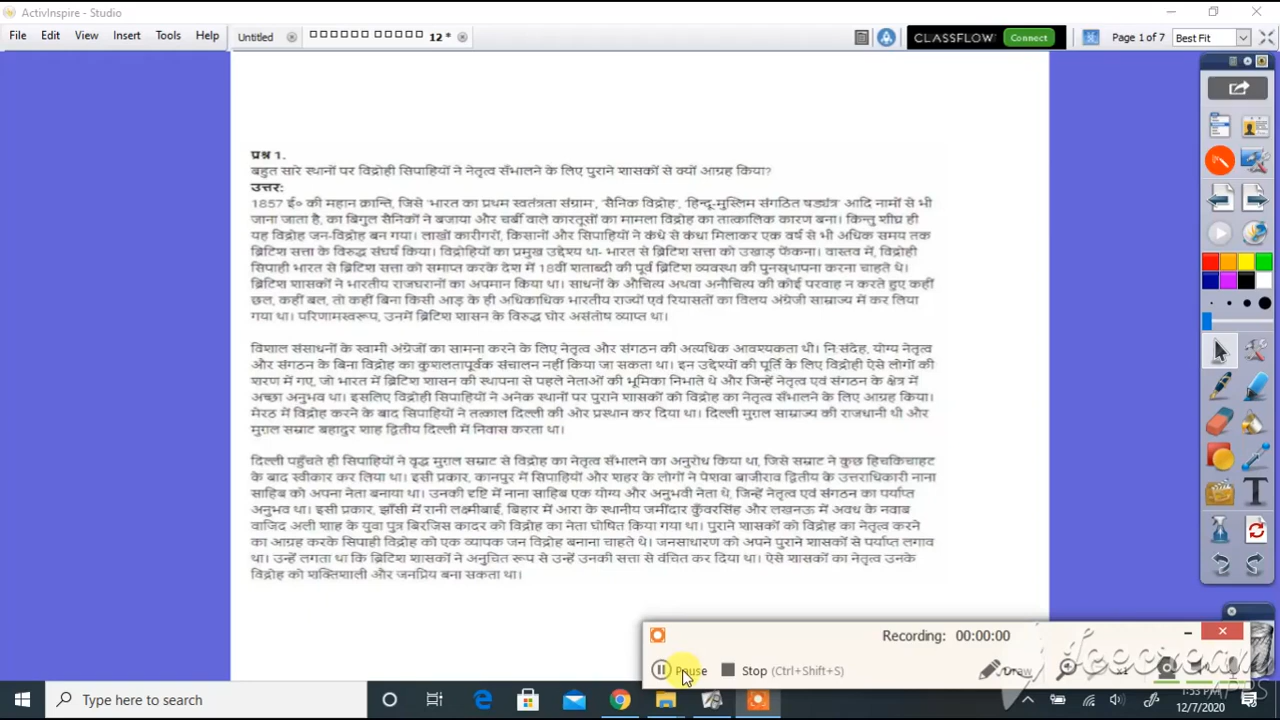 ActivInspire - Studio
File Edit View Insert Tools Help Untitled 12 * CLASSFLOW Connect Page 1 of 7 Best Fit
प्रश्न 1.
बहुत सारे स्थानों पर विद्रोही सिपाहियों ने नेतृत्व सँभालने के लिए पुराने शासकों से क्यों आग्रह किया?
उत्तर:
1857 ई० की महान क्रान्ति, जिसे 'भारत का प्रथम स्वतंत्रता संग्राम', 'सैनिक विद्रोह', 'हिन्दू-मुस्लिम संगठित षड्यंत्र' आदि नामों से भी
जाना जाता है, का बिगुल सैनिकों ने बजाया और चर्बी वाले कारतूसों का मामला विद्रोह का तात्कालिक कारण बना। किन्तु शीघ्र ही
यह विद्रोह जन-विद्रोह बन गया। लाखों कारीगरों, किसानों और सिपाहियों ने कंधे से कंधा मिलाकर एक वर्ष से भी अधिक समय तक
ब्रिटिश सत्ता के विरुद्ध संघर्ष किया। विद्रोहियों का प्रमुख उद्देश्य था- भारत से ब्रिटिश सत्ता को उखाड़ फेंकना। वास्तव में, विद्रोही
सिपाही भारत से ब्रिटिश सत्ता को समाप्त करके देश में 18वीं शताब्दी की पूर्व ब्रिटिश व्यवस्था की पुनस्र्थापना करना चाहते थे।
ब्रिटिश शासकों ने भारतीय राजघरानों का अपमान किया था। साधनों के औचित्य अथवा अनौचित्य की कोई परवाह न करते हुए कहीं
छल, कहीं बल, तो कहीं बिना किसी आड़ के ही अधिकाधिक भारतीय राज्यों एवं रियासतों का विलय अंग्रेजी साम्राज्य में कर लिया
गया था। परिणामस्वरूप, उनमें ब्रिटिश शासन के विरुद्ध घोर असंतोष व्याप्त था।
विशाल संसाधनों के स्वामी अंग्रेजों का सामना करने के लिए नेतृत्व और संगठन की अत्यधिक आवश्यकता थी। नि:संदेह, योग्य नेतृत्व
और संगठन के बिना विद्रोह का कुशलतापूर्वक संचालन नहीं किया जा सकता था। इन उद्देश्यों की पूर्ति के लिए विद्रोही ऐसे लोगों की
शरण में गए, जो भारत में ब्रिटिश शासन की स्थापना से पहले नेताओं की भूमिका निभाते थे और जिन्हें नेतृत्व एवं संगठन के क्षेत्र में
अच्छा अनुभव था। इसलिए विद्रोही सिपाहियों ने अनेक स्थानों पर पुराने शासकों को विद्रोह का नेतृत्व सँभालने के लिए आग्रह किया।
मेरठ में विद्रोह करने के बाद सिपाहियों ने तत्काल दिल्ली की ओर प्रस्थान कर दिया था। दिल्ली मुगल साम्राज्य की राजधानी थी और
मुगल सम्राट बहादुर शाह द्वितीय दिल्ली में निवास करता था।
दिल्ली पहुँचते ही सिपाहियों ने वृद्ध मुगल सम्राट से विद्रोह का नेतृत्व सँभालने का अनुरोध किया था, जिसे सम्राट ने कुछ हिचकिचाहट
के बाद स्वीकार कर लिया था। इसी प्रकार, कानपुर में सिपाहियों और शहर के लोगों ने पेशवा बाजीराव द्वितीय के उत्तराधिकारी नाना
साहिब को अपना नेता बनाया था। उनकी दृष्टि में नाना साहिब एक योग्य और अनुभवी नेता थे, जिन्हें नेतृत्व एवं संगठन का पर्याप्त
अनुभव था। इसी प्रकार, झाँसी में रानी लक्ष्मीबाई, बिहार में आरा के स्थानीय जमींदार कुँवरसिंह और लखनऊ में अवध के नवाब
वाजिद अली शाह के युवा पुत्र बिरजिस कादर को विद्रोह का नेता घोषित किया गया था। पुराने शासकों को विद्रोह का नेतृत्व करने
का आग्रह करके सिपाही विद्रोह को एक व्यापक जन विद्रोह बनाना चाहते थे। जनसाधारण को अपने पुराने शासकों से पर्याप्त लगाव
था। उन्हें लगता था कि ब्रिटिश शासकों ने अनुचित रूप से उन्हें उनकी सत्ता से वंचित कर दिया था। ऐसे शासकों का नेतृत्व उनके
विद्रोह को शक्तिशाली और जनप्रिय बना सकता था।
Recording: 00:00:00
Pause Stop (Ctrl+Shift+S) Draw x1
icecream
APPS
Type here to search
1:53 PM
12/7/2020